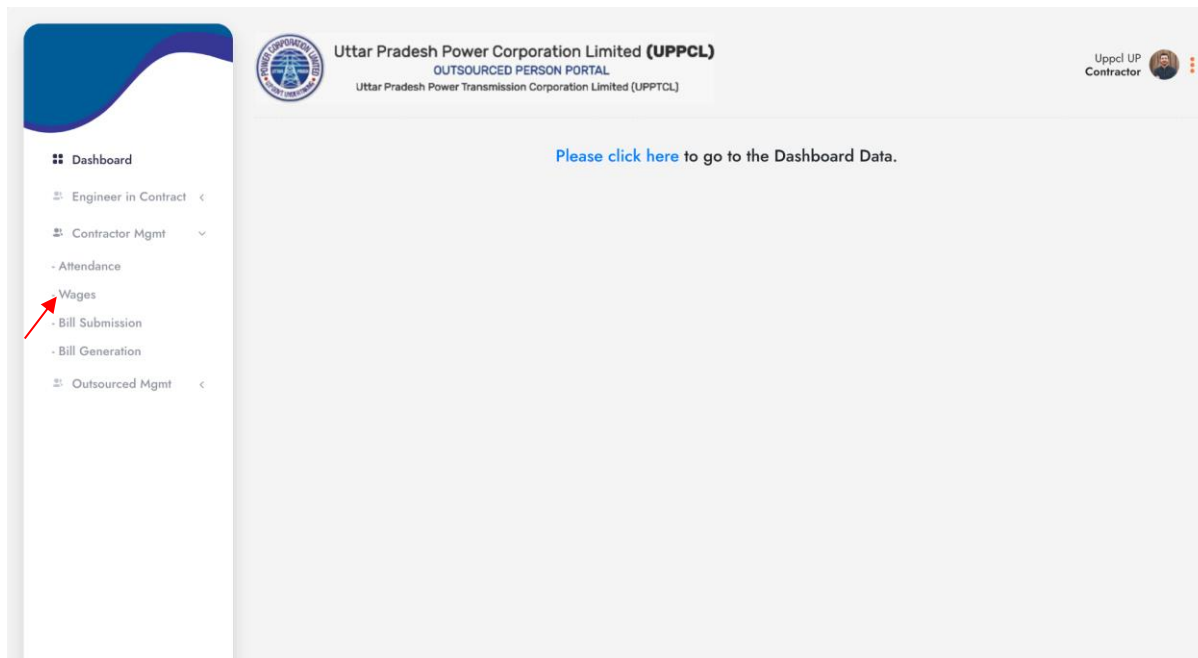 Uttar Pradesh Power Corporation Limited (UPPCL)
OUTSOURCED PERSON PORTAL
Uttar Pradesh Power Transmission Corporation Limited (UPPTCL)
Uppcl UP
Contractor
Dashboard
Engineer in Contract
Contractor Mgmt
- Attendance
- Wages
- Bill Submission
- Bill Generation
Outsourced Mgmt
Please click here to go to the Dashboard Data.